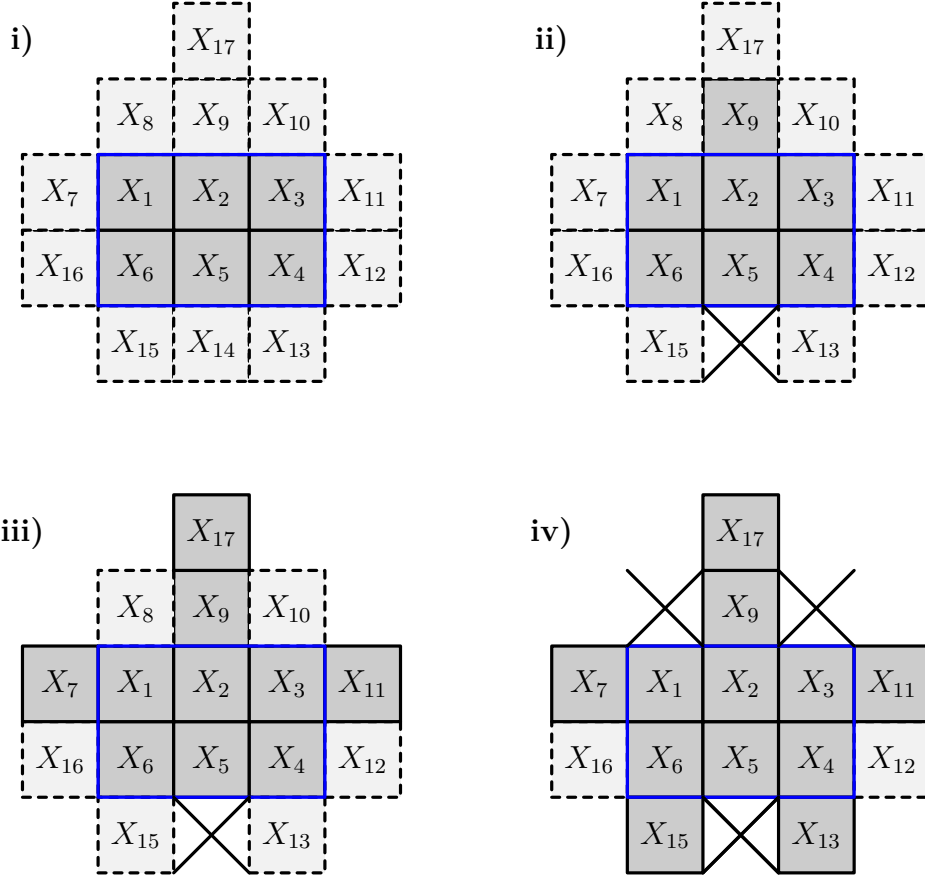 i) X₁₇ ii) X₁₇
X₈ X₉ X₁₀ X₈ X₉ X₁₀
X₇ X₁ X₂ X₃ X₁₁ X₇ X₁ X₂ X₃ X₁₁
X₁₆ X₆ X₅ X₄ X₁₂ X₁₆ X₆ X₅ X₄ X₁₂
X₁₅ X₁₄ X₁₃ X₁₅ X₁₃
iii) X₁₇ iv) X₁₇
X₈ X₉ X₁₀ X₉
X₇ X₁ X₂ X₃ X₁₁ X₇ X₁ X₂ X₃ X₁₁
X₁₆ X₆ X₅ X₄ X₁₂ X₁₆ X₆ X₅ X₄ X₁₂
X₁₅ X₁₃ X₁₅ X₁₃